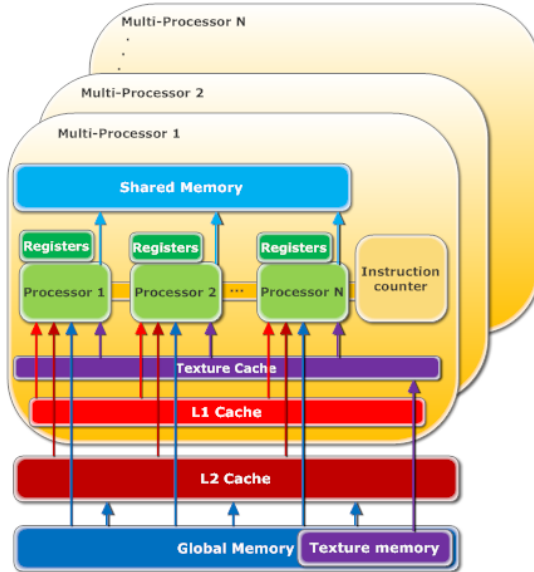 Multi-Processor N
.
.
.
Multi-Processor 2
Multi-Processor 1
Shared Memory
Registers Registers Registers
Processor 1 Processor 2 ... Processor N
Instruction
counter
Texture Cache
L1 Cache
L2 Cache
Global Memory Texture memory